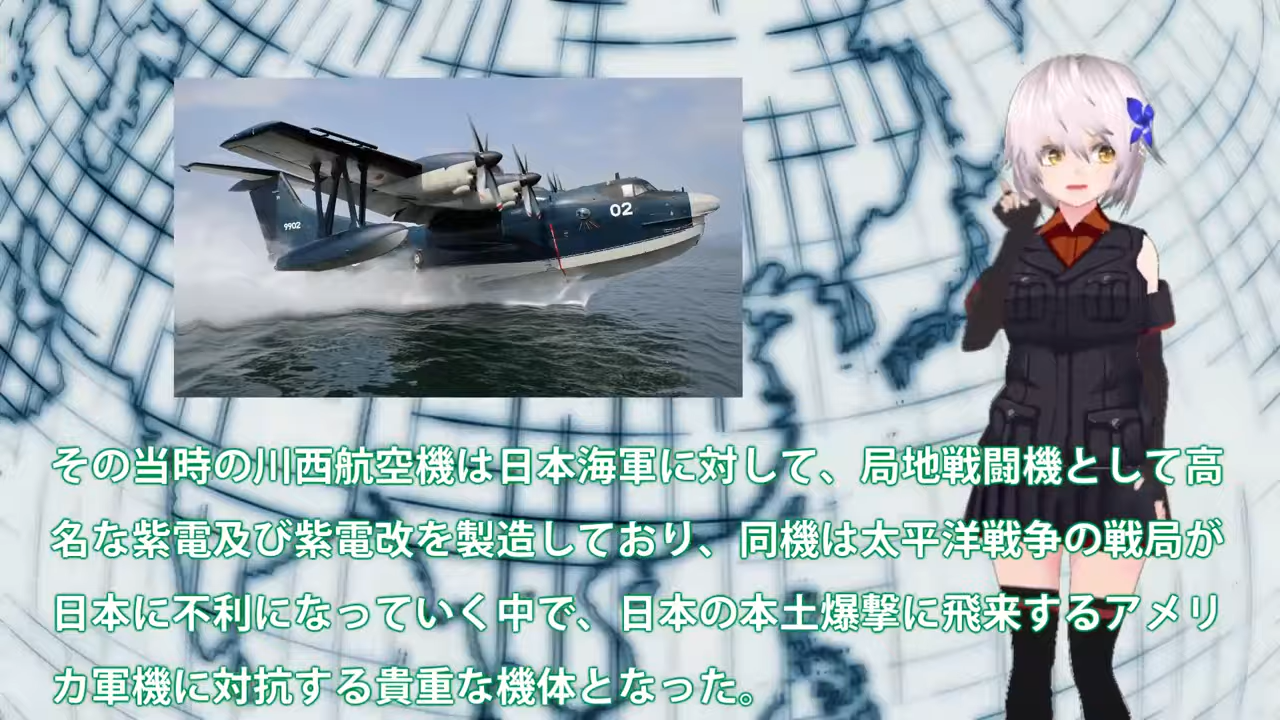 02
9902
その当時の川西航空機は日本海軍に対して、局地戦闘機として高
名な紫電及び紫電改を製造しており、同機は太平洋戦争の戦局が
日本に不利になっていく中で、日本の本土爆撃に飛来するアメリ
カ軍機に対抗する貴重な機体となった。